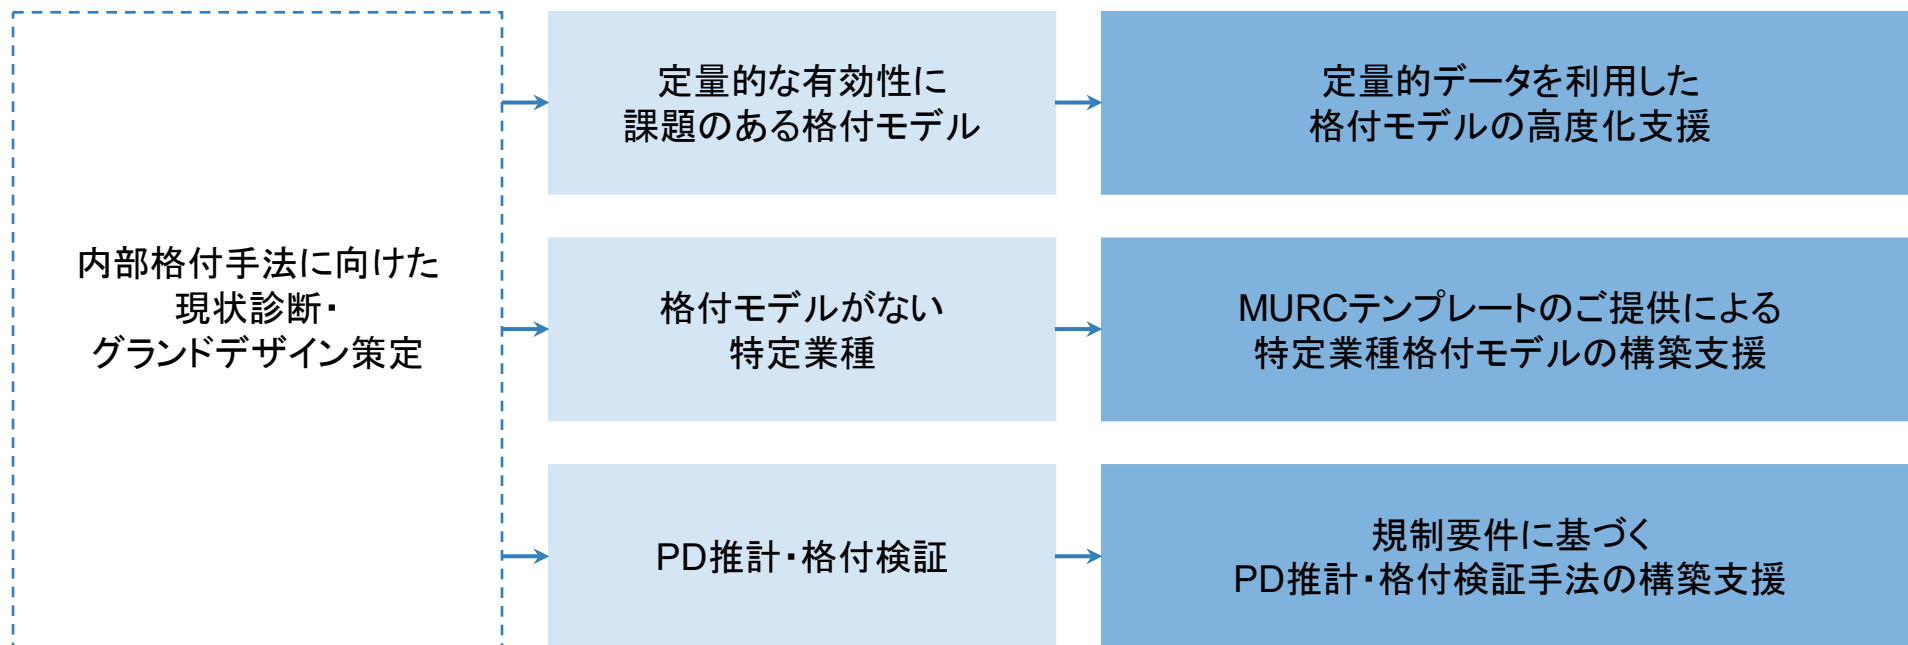 内部格付手法に向けた
現状診断・
グランドデザイン策定
定量的な有効性に
課題のある格付モデル
定量的データを利用した
格付モデルの高度化支援
格付モデルがない
特定業種
MURCテンプレートのご提供による
特定業種格付モデルの構築支援
PD推計・格付検証
規制要件に基づく
PD推計・格付検証手法の構築支援